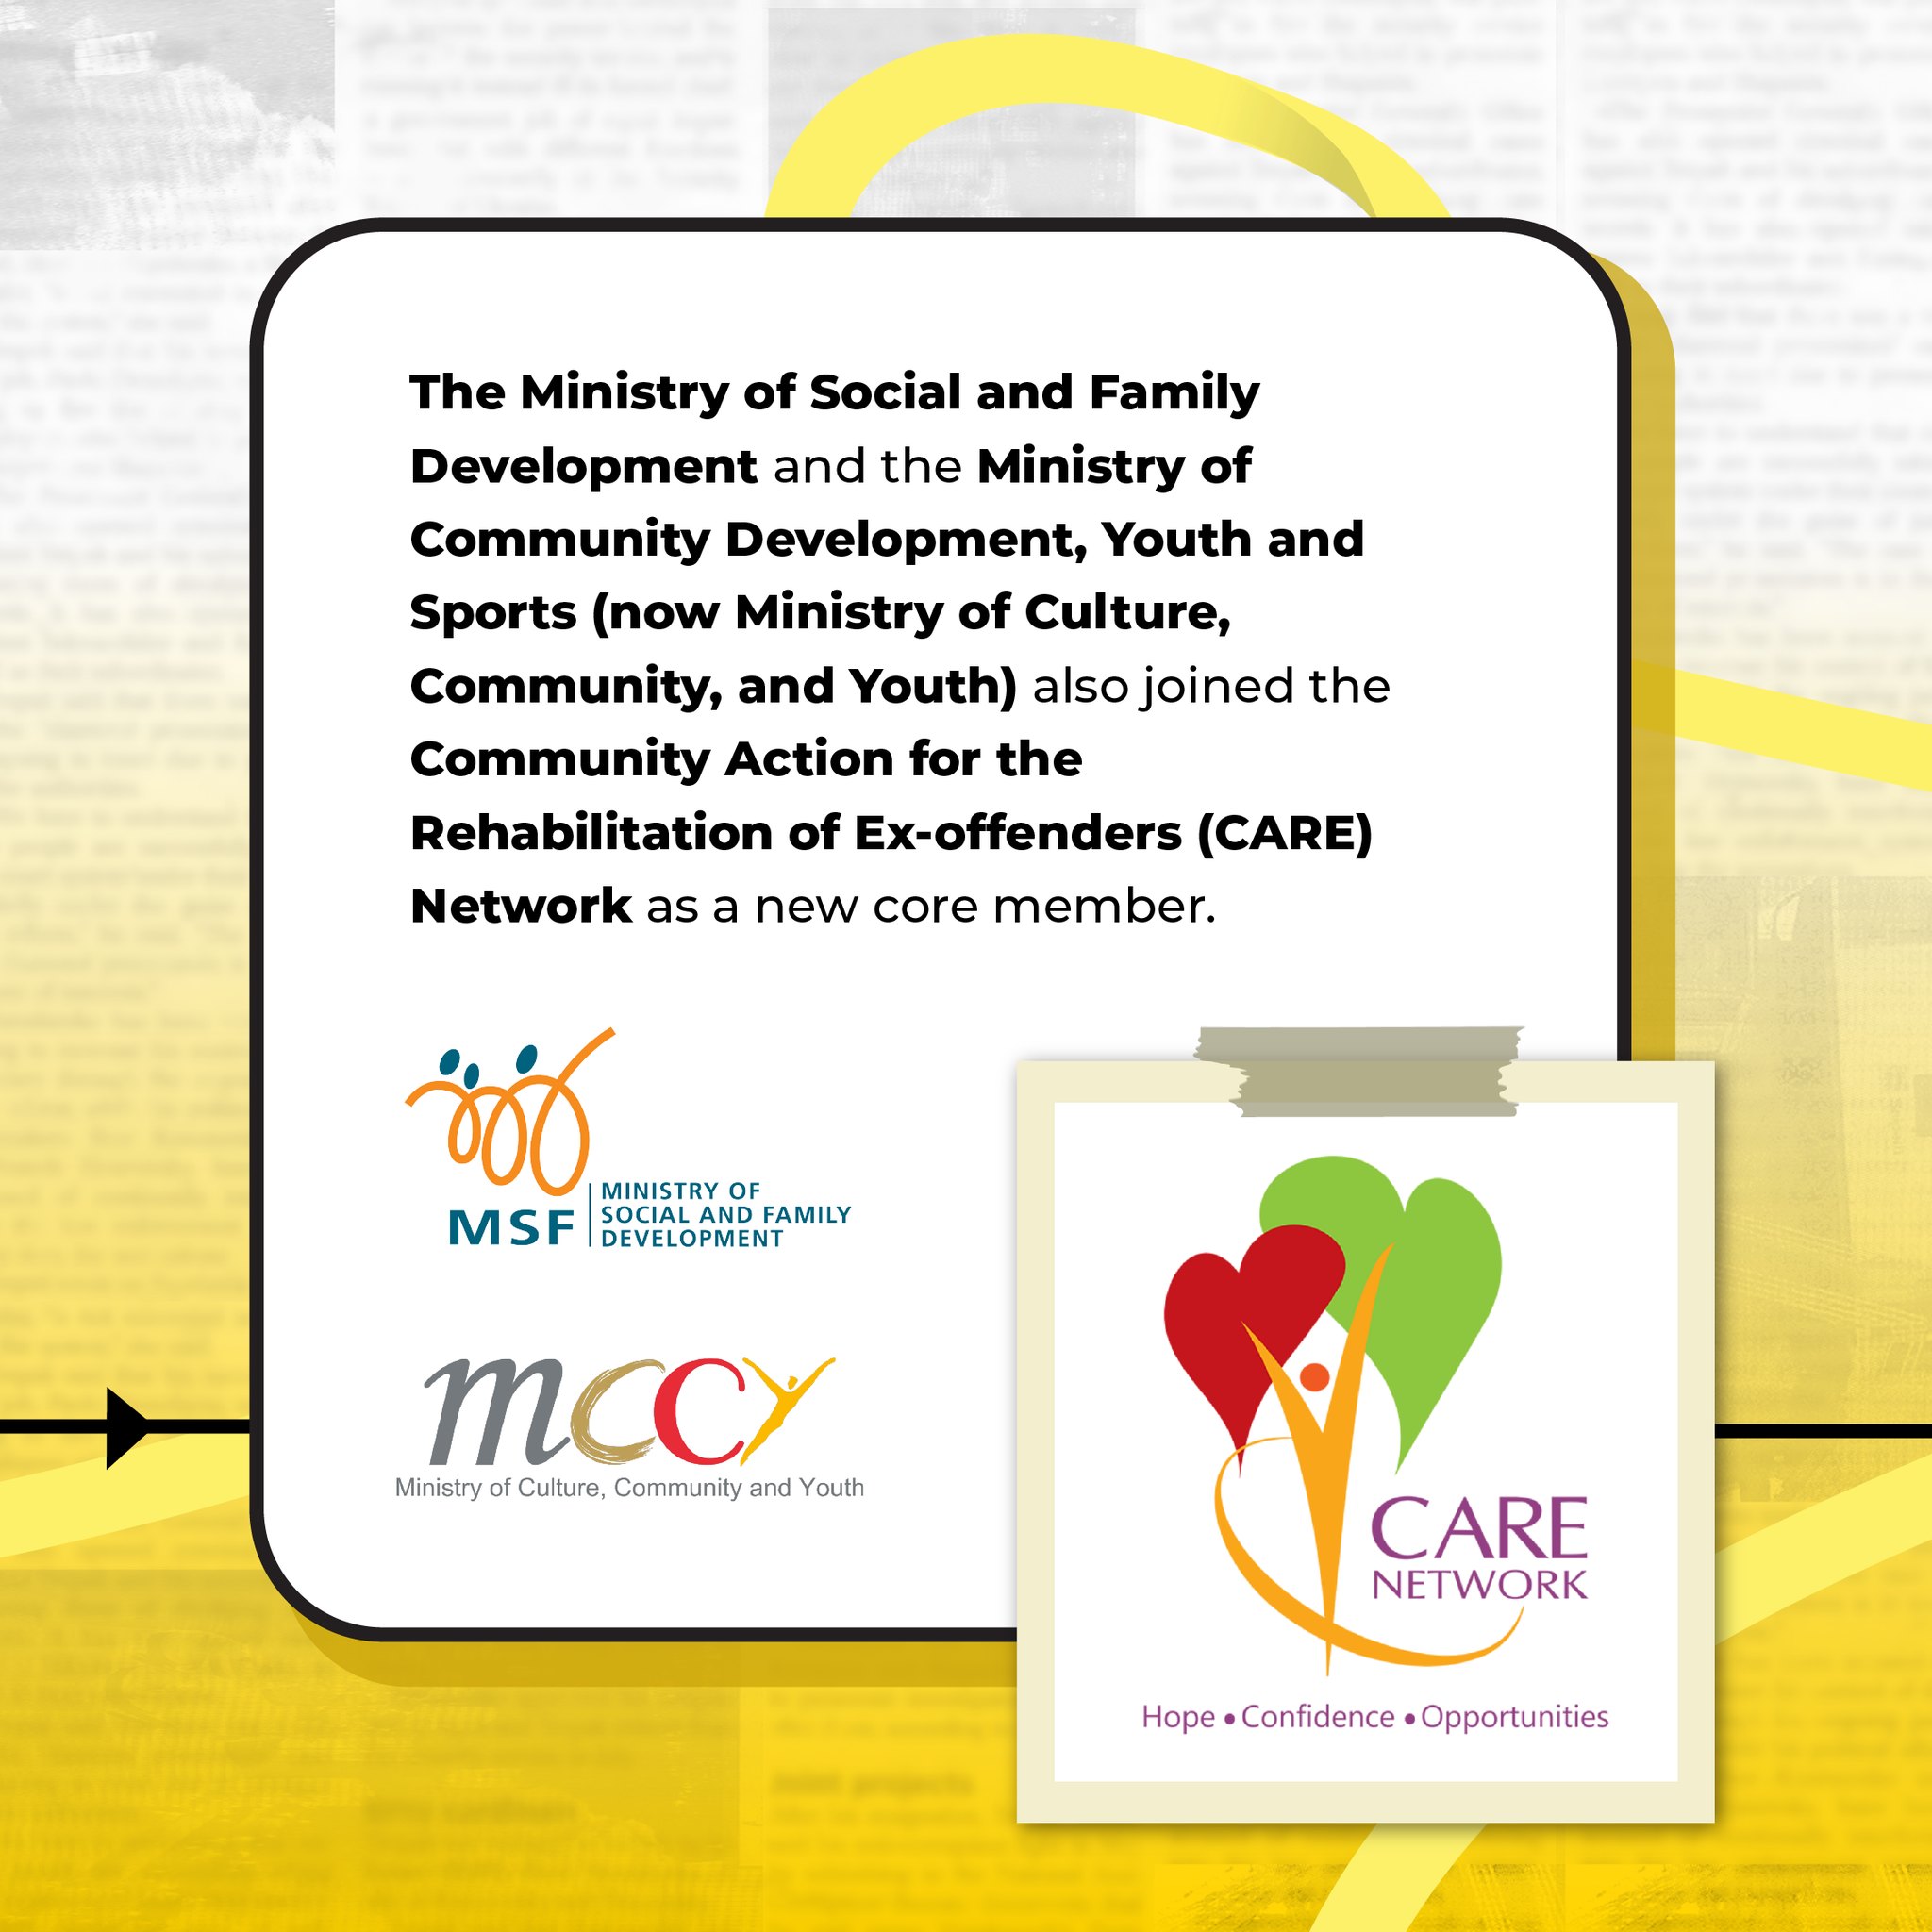 The Ministry of Social and Family
Development and the Ministry of
Community Development, Youth and
Sports (now Ministry of Culture,
Community, and Youth) also joined the
Community Action for the
Rehabilitation of Ex-offenders (CARE)
Network as a new core member.
MSF
MINISTRY OF
SOCIAL AND FAMILY
DEVELOPMENT
mccy
Ministry of Culture, Community and Youth
CARE
NETWORK
Hope • Confidence • Opportunities